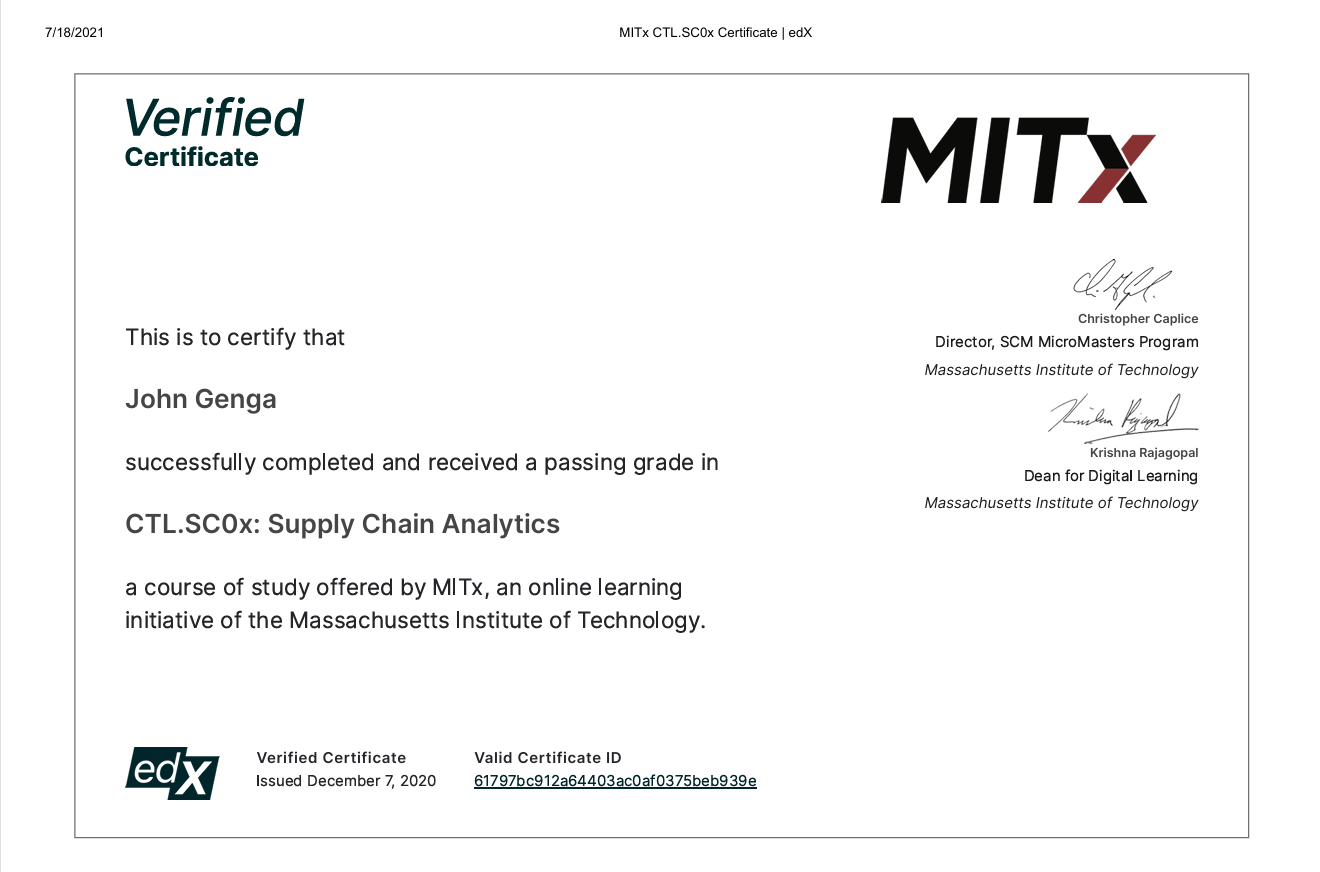 7/18/2021
MITx CTL.SC0x Certificate | edX
Verified
Certificate
MITx
This is to certify that
John Genga
successfully completed and received a passing grade in
CTL.SC0x: Supply Chain Analytics
a course of study offered by MITx, an online learning
initiative of the Massachusetts Institute of Technology.
Christopher Caplice
Director, SCM MicroMasters Program
Massachusetts Institute of Technology
Krishna Rajagopal
Krishna Rajagopal
Dean for Digital Learning
Massachusetts Institute of Technology
edX
Verified Certificate
Issued December 7, 2020
Valid Certificate ID
61797bc912a64403ac0af0375beb939e